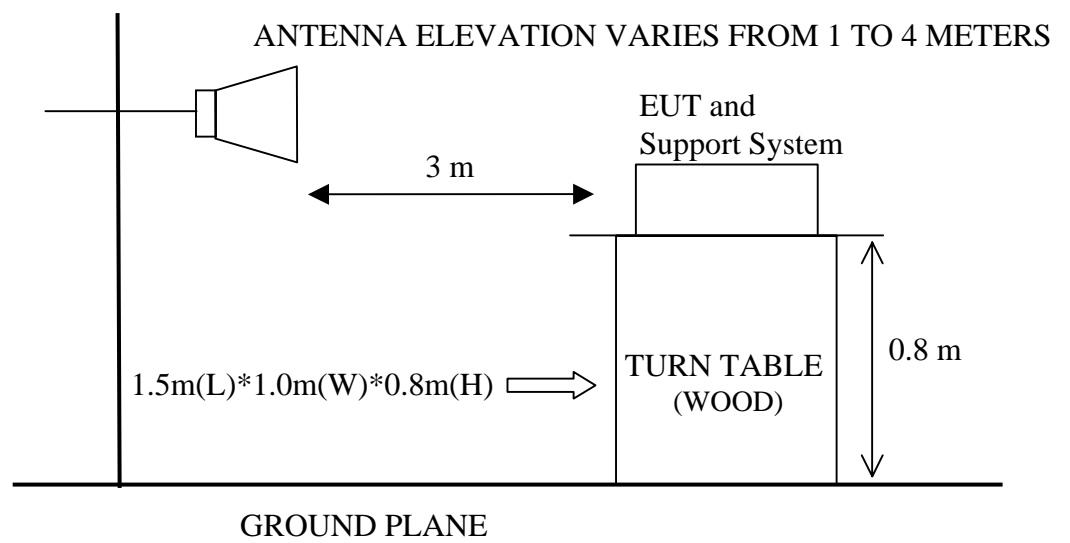 ANTENNA ELEVATION VARIES FROM 1 TO 4 METERS
EUT and
Support System
3 m
0.8 m
TURN TABLE
(WOOD)
1.5m(L)*1.0m(W)*0.8m(H)
GROUND PLANE